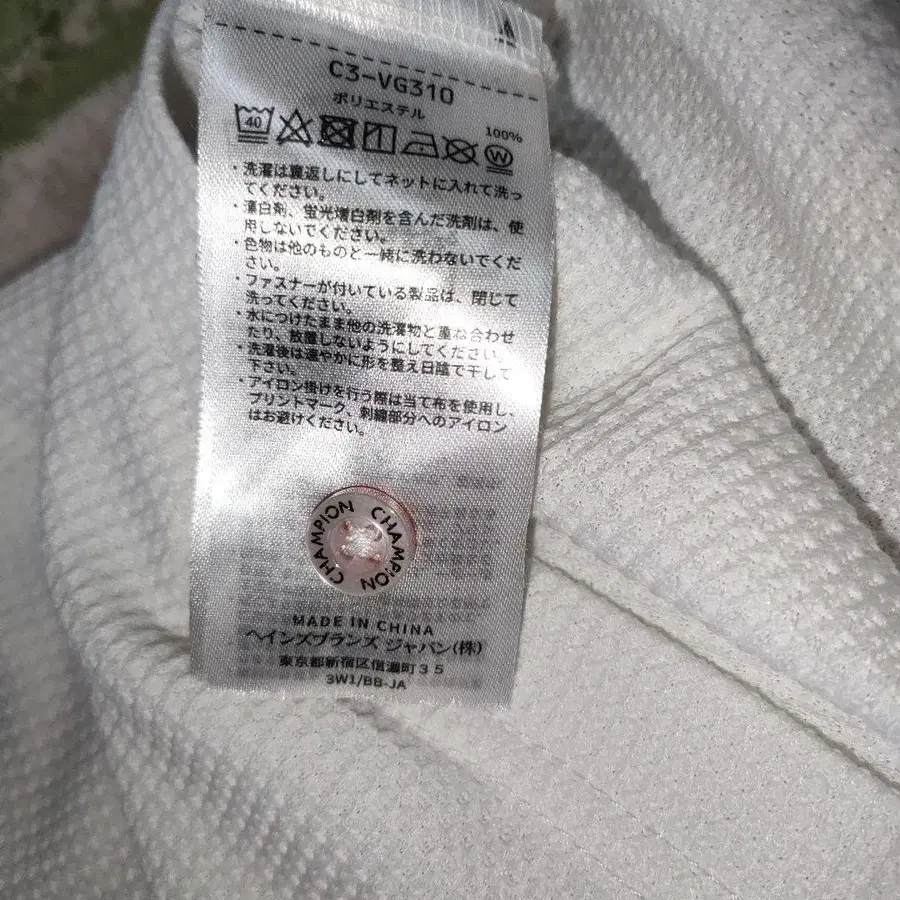 C3-VG310
ポリエステル
100%
40
W
・洗濯は裏返しにしてネットに入れて洗っ
てください。
・漂白剤、蛍光増白剤を含んだ洗剤は、使
用しないでください。
・色物は他のものと一緒に洗わないでくだ
さい。
・ファスナーが付いている製品は、閉じて
洗ってください。
・水につけたまま他の洗濯物と重ね合わせ
たり、放置しないようにしてください。
・洗濯後は速やかに形を整え日陰で干して
下さい。
・アイロン掛けを行う際は当て布を使用し、
プリントマーク、刺繍部分へのアイロン
はお避けください。
CHAMPION CHAMPION
MADE IN CHINA
ヘインズブランズ ジャパン(株)
東京都新宿区信濃町35
3W1/BB-JA